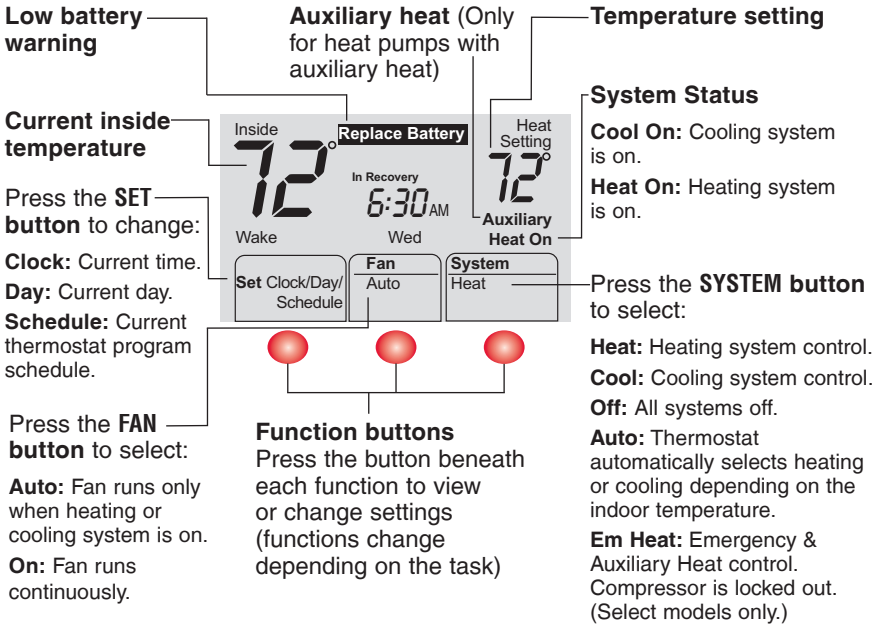 Low battery
warning
Auxiliary heat (Only
for heat pumps with
auxiliary heat)
Temperature setting
Current inside
temperature
Press the SET
button to change:
Clock: Current time.
Day: Current day.
Schedule: Current
thermostat program
schedule.
Press the FAN
button to select:
Auto: Fan runs only
when heating or
cooling system is on.
On: Fan runs
continuously.
Inside
72°
Replace Battery
Heat
Setting
72°
In Recovery
6:30 AM
Auxiliary
Heat On
Wake
Wed
Set Clock/Day/
Schedule
Fan
Auto
System
Heat
Function buttons
Press the button beneath
each function to view
or change settings
(functions change
depending on the task)
System Status
Cool On: Cooling system
is on.
Heat On: Heating system
is on.
Press the SYSTEM button
to select:
Heat: Heating system control.
Cool: Cooling system control.
Off: All systems off.
Auto: Thermostat
automatically selects heating
or cooling depending on the
indoor temperature.
Em Heat: Emergency &
Auxiliary Heat control.
Compressor is locked out.
(Select models only.)